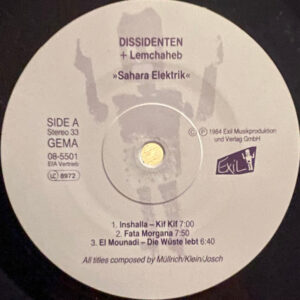 DISSIDENTEN
+ Lemchaheb
»Sahara Elektrik«
SIDE A
Stereo 33
GEMA
08-5501
EfA Vertrieb
LC 8972
Ⓒ Ⓟ 1984 Exil Musikproduktion
und Verlag GmbH
EXIL
1. Inshalla – Kif Kif 7:00
2. Fata Morgana 7:50
3. El Mounadi – Die Wüste lebt 6:40
All titles composed by Müllrich/Klein/Josch